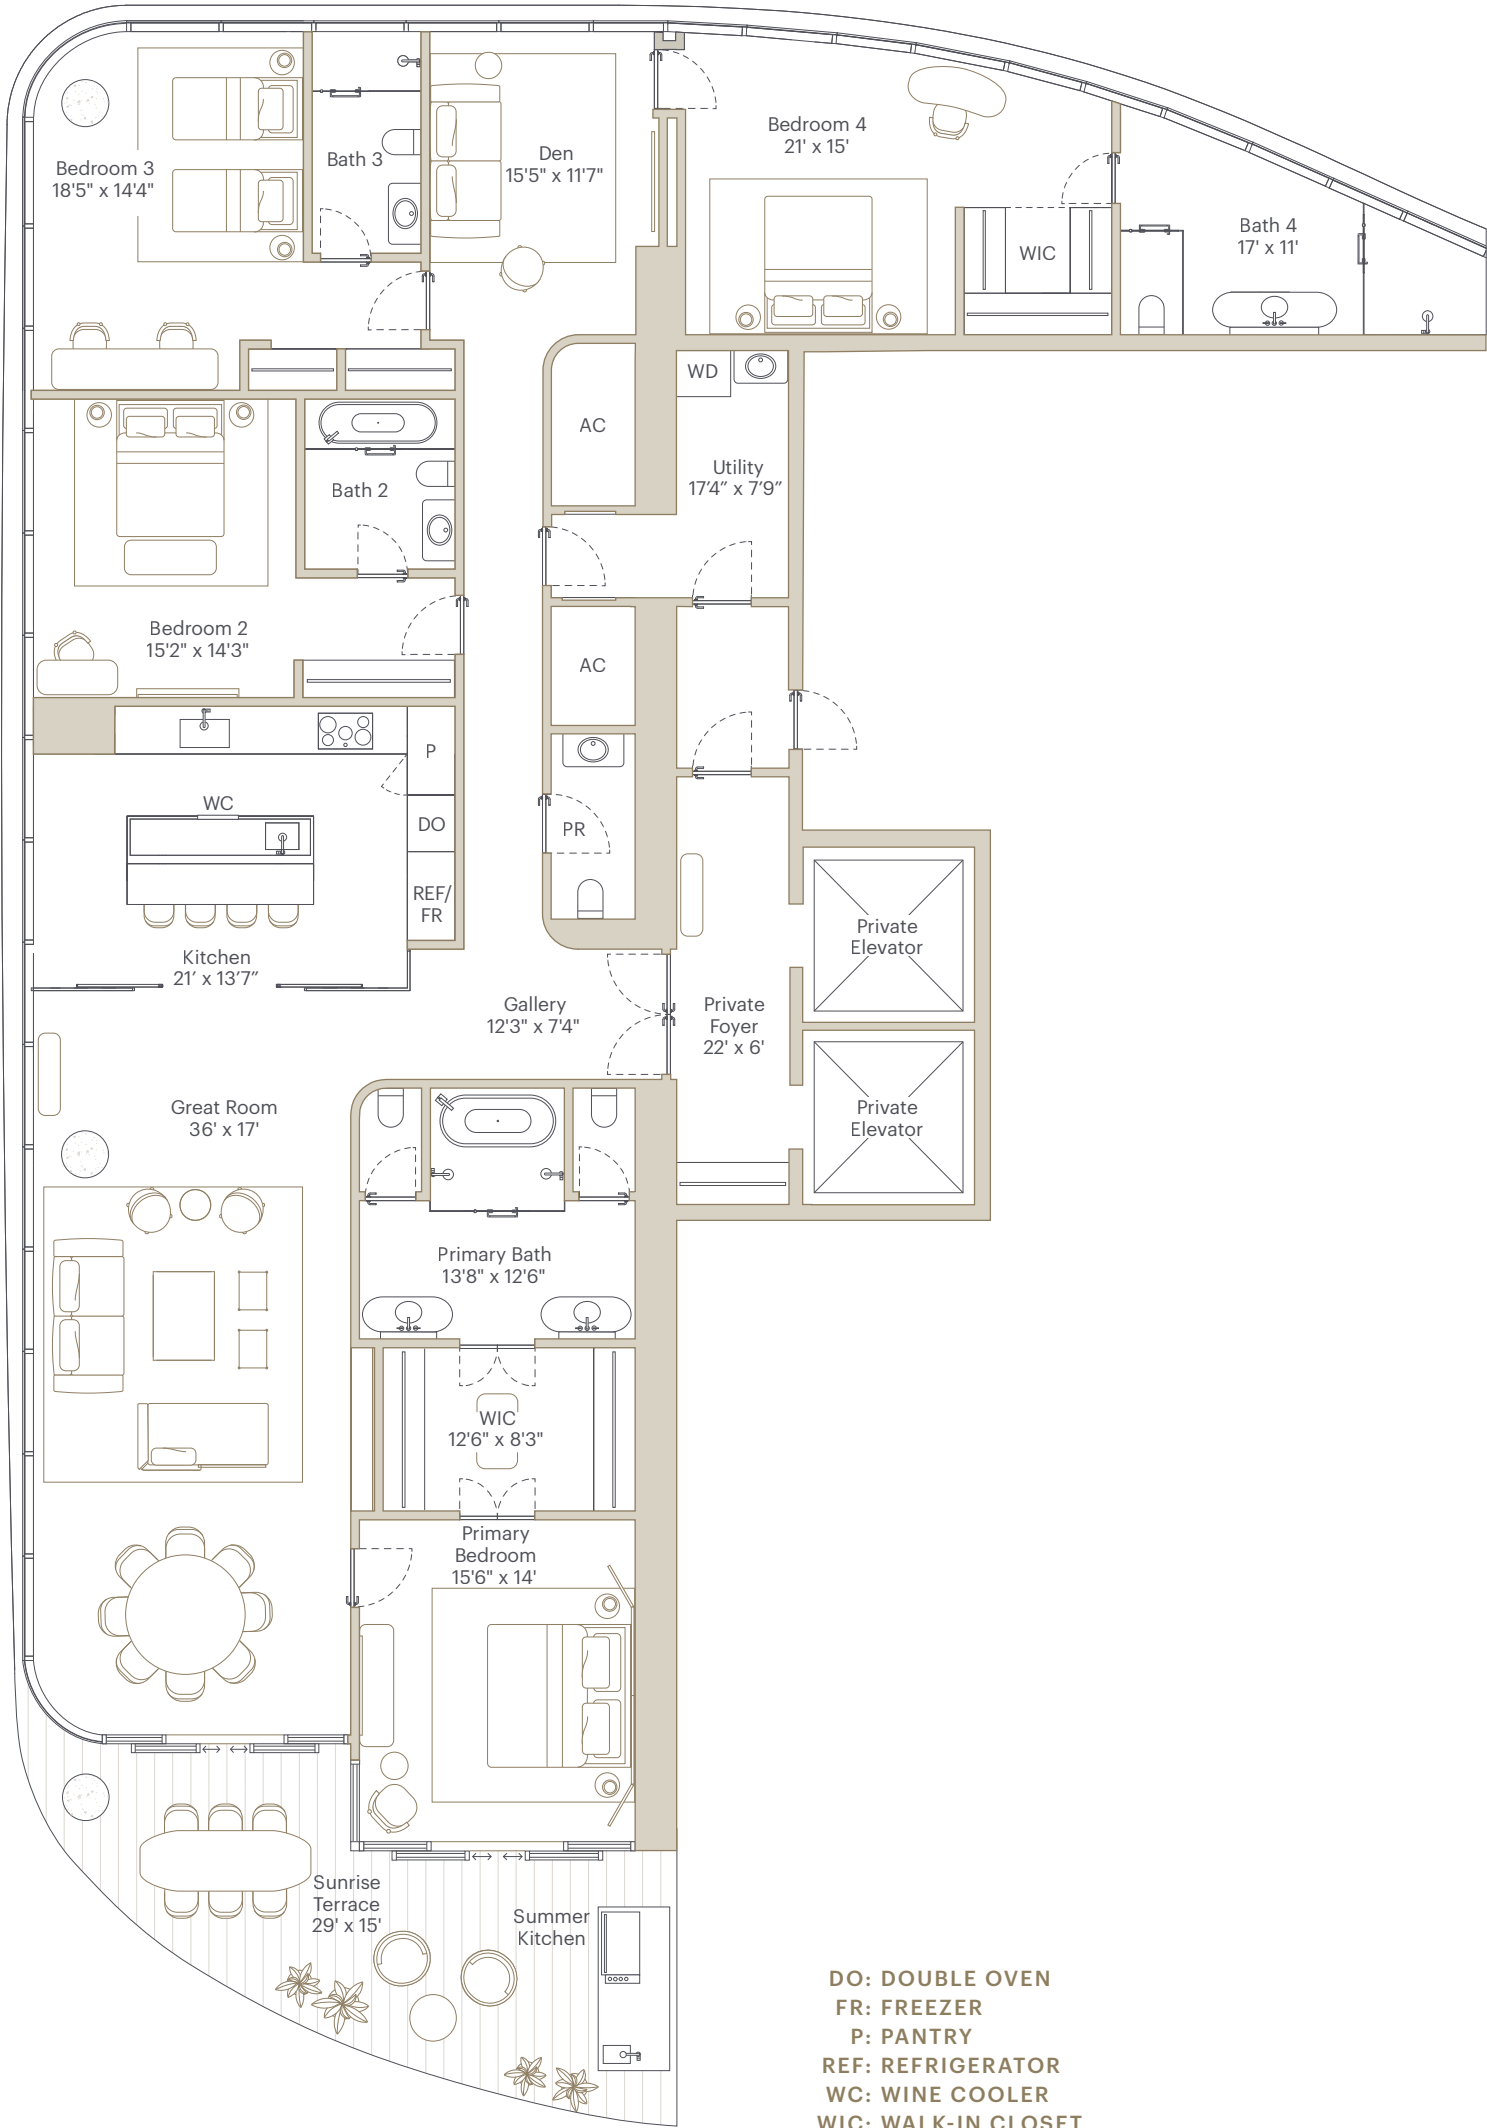 Bedroom 3
18'5" x 14'4"
Bath 3
Den
15'5" x 11'7"
Bedroom 4
21' x 15'
WIC
Bath 4
17' x 11'
WD
AC
Utility
17'4" x 7'9"
Bath 2
Bedroom 2
15'2" x 14'3"
AC
P
WC
DO
PR
REF/
FR
Kitchen
21' x 13'7"
Private
Elevator
Gallery
12'3" x 7'4"
Private
Foyer
22' x 6'
Great Room
36' x 17'
Private
Elevator
Primary Bath
13'8" x 12'6"
WIC
12'6" x 8'3"
Primary
Bedroom
15'6" x 14'
Sunrise
Terrace
29' x 15'
Summer
Kitchen
DO: DOUBLE OVEN
FR: FREEZER
P: PANTRY
REF: REFRIGERATOR
WC: WINE COOLER
WIC: WALK-IN CLOSET